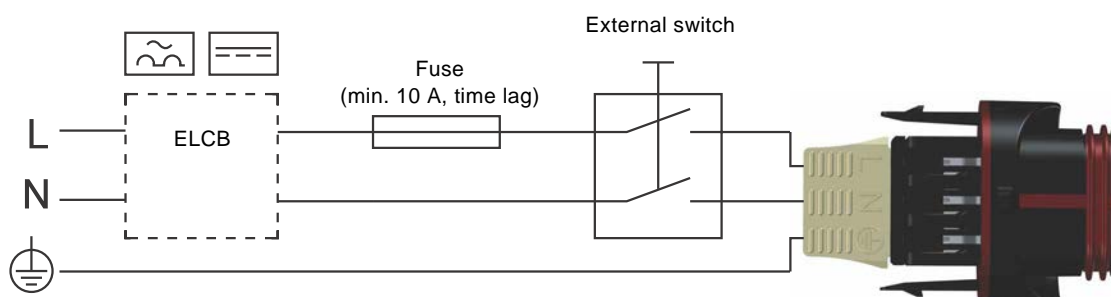 External switch
Fuse
(min. 10 A, time lag)
L
ELCB
N
L
N